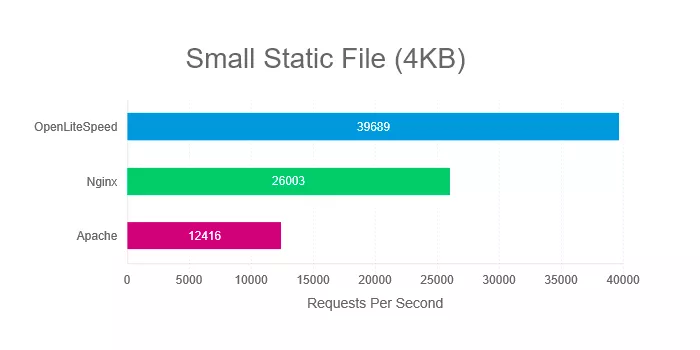 Small Static File (4KB)
OpenLiteSpeed 39689
Nginx 26003
Apache 12416
0 5000 10000 15000 20000 25000 30000 35000 40000
Requests Per Second